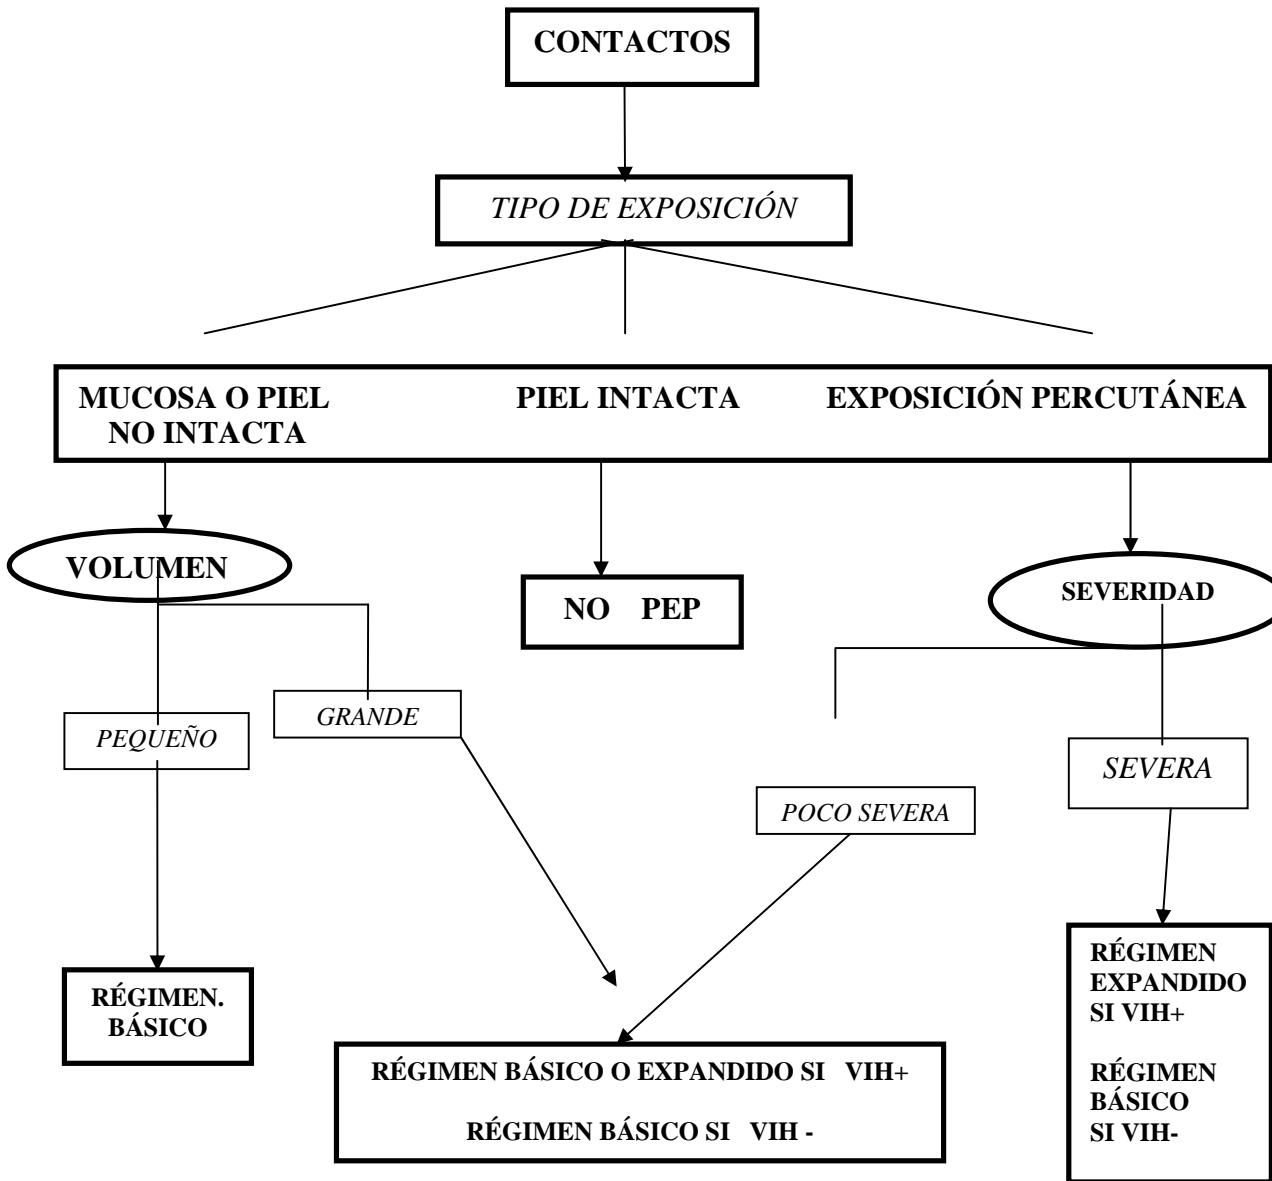 CONTACTOS
TIPO DE EXPOSICIÓN
MUCOSA O PIEL
NO INTACTA
PIEL INTACTA
EXPOSICIÓN PERCUTÁNEA
VOLUMEN
NO PEP
SEVERIDAD
PEQUEÑO
GRANDE
POCO SEVERA
SEVERA
RÉGIMEN.
BÁSICO
RÉGIMEN BÁSICO O EXPANDIDO SI VIH+
RÉGIMEN BÁSICO SI VIH -
RÉGIMEN
EXPANDIDO
SI VIH+
RÉGIMEN
BÁSICO
SI VIH-